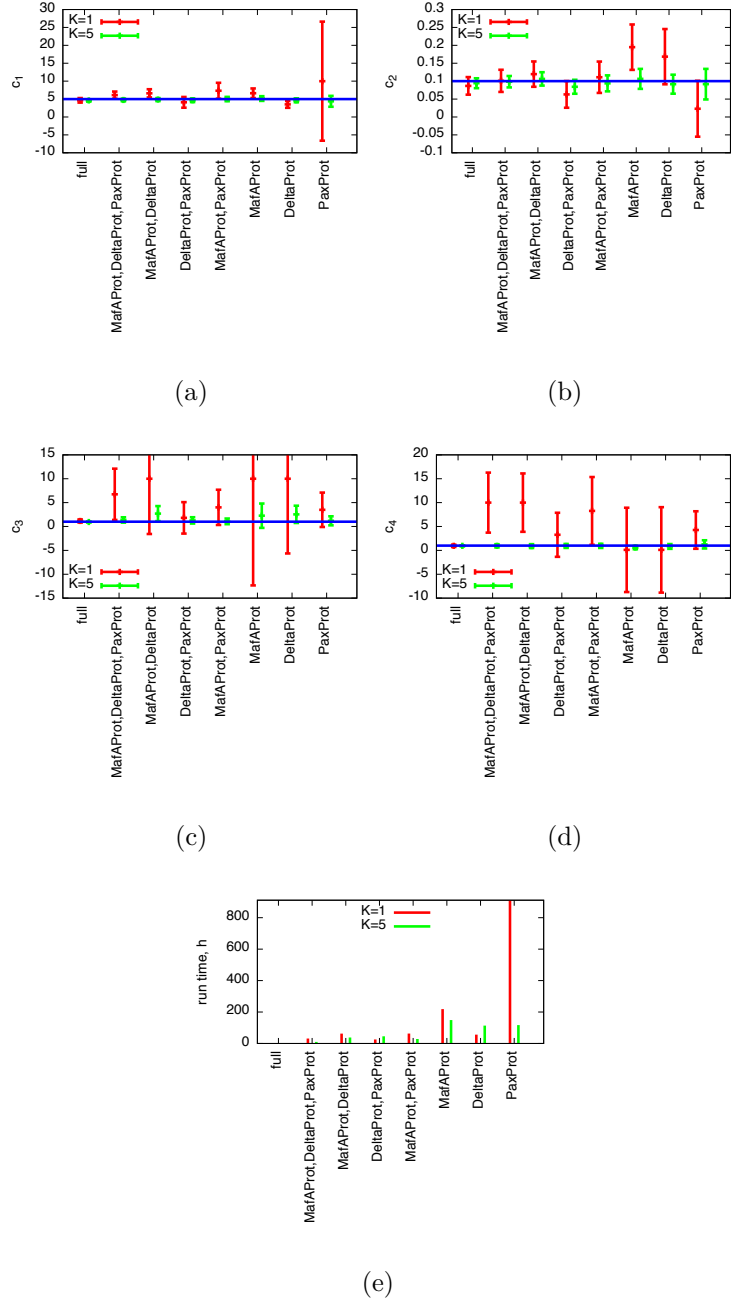 K=1
K=5
c1
30
25
20
15
10
5
0
5
10
full
MafAProt,DeltaProt,PaxProt
MafAProt,DeltaProt
DeltaProt,PaxProt
MafAProt,PaxProt
MafAProt
DeltaProt
PaxProt
(a)
K=1
K=5
c2
0.3
0.25
0.2
0.15
0.1
0.05
0
0.05
0.1
full
MafAProt,DeltaProt,PaxProt
MafAProt,DeltaProt
DeltaProt,PaxProt
MafAProt,PaxProt
MafAProt
DeltaProt
PaxProt
(b)
c3
15
10
5
0
5
10
15
K=1
K=5
full
MafAProt,DeltaProt,PaxProt
MafAProt,DeltaProt
DeltaProt,PaxProt
MafAProt,PaxProt
MafAProt
DeltaProt
PaxProt
(c)
c4
20
15
10
5
0
-5
-10
K=1
K=5
full
MafAProt,DeltaProt,PaxProt
MafAProt,DeltaProt
DeltaProt,PaxProt
MafAProt,PaxProt
MafAProt
DeltaProt
PaxProt
(d)
K=1
K=5
run time, h
800
600
400
200
0
full
MafAProt,DeltaProt,PaxProt
MafAProt,DeltaProt
DeltaProt,PaxProt
MafAProt,PaxProt
MafAProt
DeltaProt
PaxProt
(e)